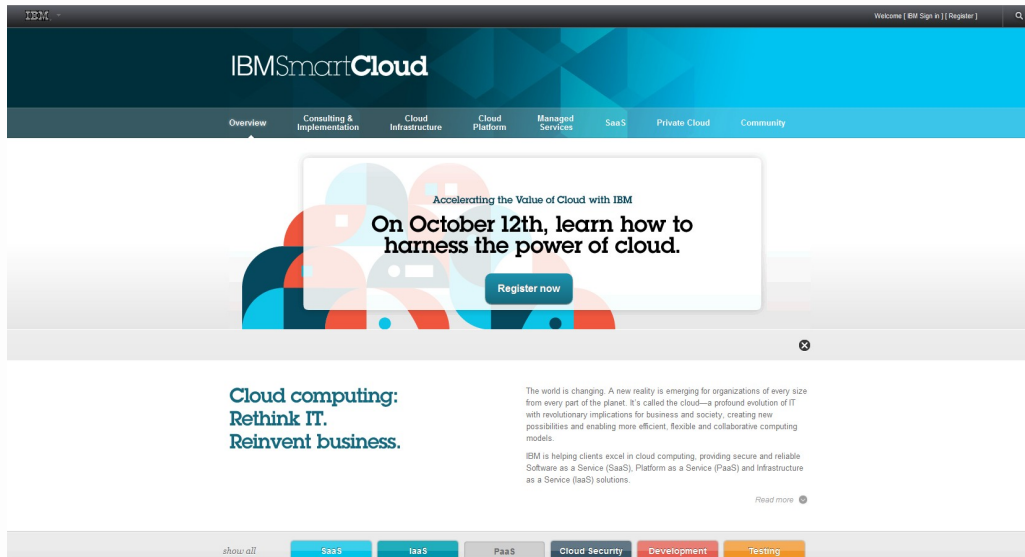 IBM
Welcome [ IBM Sign in ] [ Register ]
IBMSmartCloud
Overview
Consulting &
Implementation
Cloud
Infrastructure
Cloud
Platform
Managed
Services
SaaS
Private Cloud
Community
Accelerating the Value of Cloud with IBM
On October 12th, learn how to
harness the power of cloud.
Register now
Cloud computing:
Rethink IT.
Reinvent business.
The world is changing. A new reality is emerging for organizations of every size
from every part of the planet. It's called the cloud—a profound evolution of IT
with revolutionary implications for business and society, creating new
possibilities and enabling more efficient, flexible and collaborative computing
models.
IBM is helping clients excel in cloud computing, providing secure and reliable
Software as a Service (SaaS), Platform as a Service (PaaS) and Infrastructure
as a Service (IaaS) solutions.
Read more
show all
SaaS
IaaS
PaaS
Cloud Security
Development
Testing